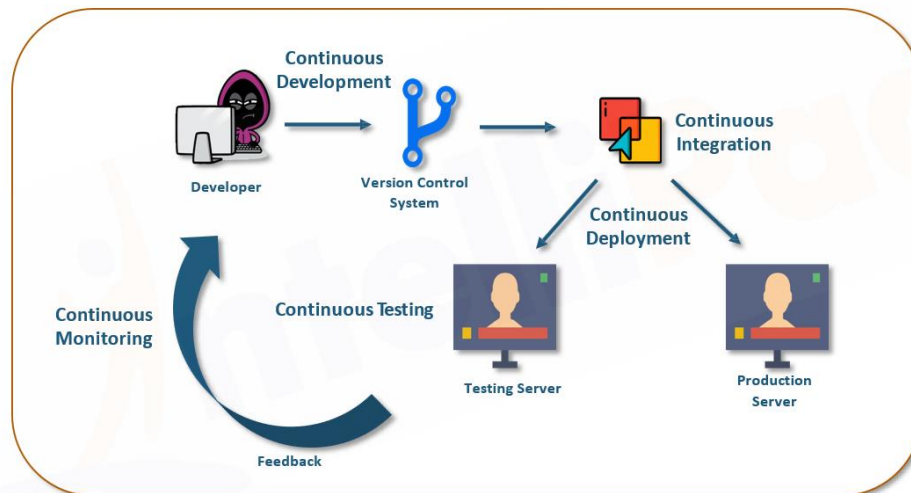 Continuous
Development
Developer
Version Control
System
Continuous
Integration
Continuous
Deployment
Continuous Testing
Continuous
Monitoring
Testing Server
Production
Server
Feedback